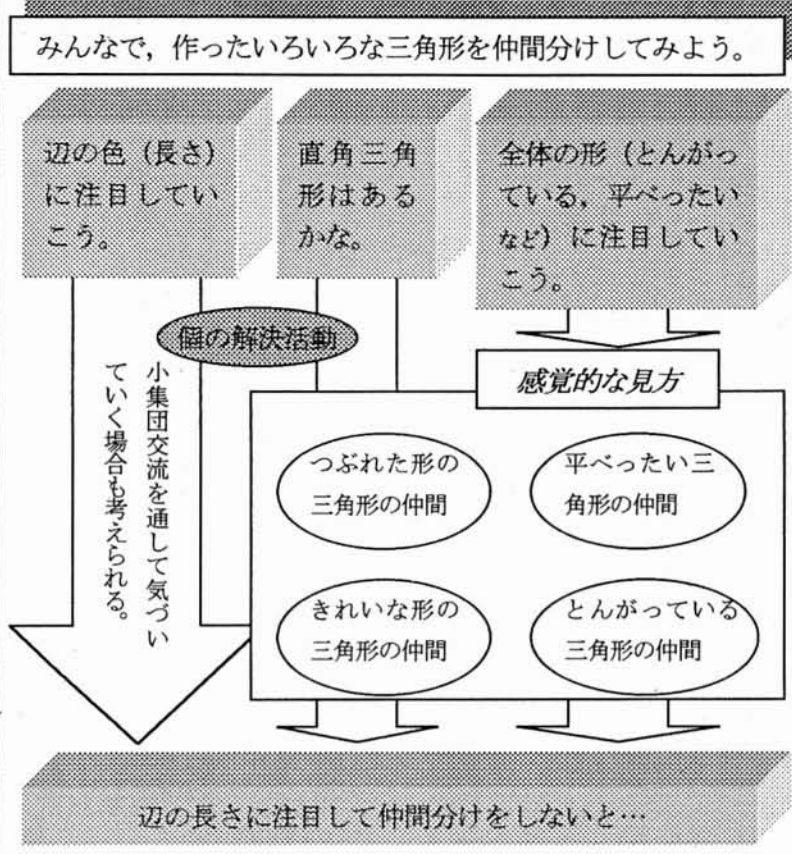 みんなで，作ったいろいろな三角形を仲間分けしてみよう。
辺の色（長さ）
に注目してい
こう。
直角三角
形はある
かな。
全体の形（とんがっ
ている，平べったい
など）に注目してい
こう。
個の解決活動
小集団交流を通して気づい
ていく場合も考えられる。
感覚的な見方
つぶれた形の
三角形の仲間
平べったい三
角形の仲間
きれいな形の
三角形の仲間
とんがっている
三角形の仲間
辺の長さに注目して仲間分けをしないと…